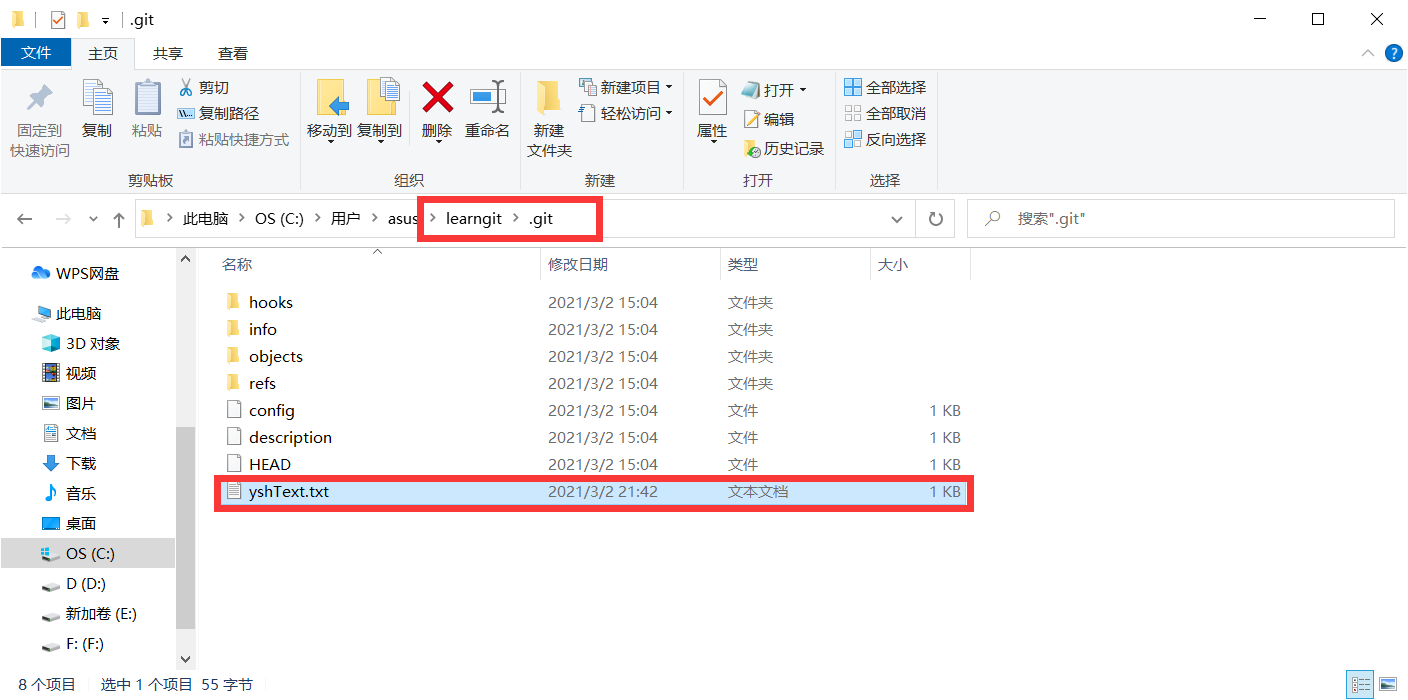 .git
文件 主页 共享 查看
固定到
快速访问
复制
粘贴
剪切
复制路径
粘贴快捷方式
剪贴板
移动到
复制到
删除
重命名
组织
新建
文件夹
新建项目
轻松访问
新建
属性
打开
编辑
历史记录
打开
全部选择
全部取消
反向选择
选择
此电脑 OS (C:) 用户 asus learngit .git
搜索".git"
WPS网盘
此电脑
3D 对象
视频
图片
文档
下载
音乐
桌面
OS (C:)
D (D:)
新加卷 (E:)
F: (F:)
名称 修改日期 类型 大小
hooks 2021/3/2 15:04 文件夹
info 2021/3/2 15:04 文件夹
objects 2021/3/2 15:04 文件夹
refs 2021/3/2 15:04 文件夹
config 2021/3/2 15:04 文件 1 KB
description 2021/3/2 15:04 文件 1 KB
HEAD 2021/3/2 15:04 文件 1 KB
yshText.txt 2021/3/2 21:42 文本文档 1 KB
8 个项目 选中 1 个项目 55 字节